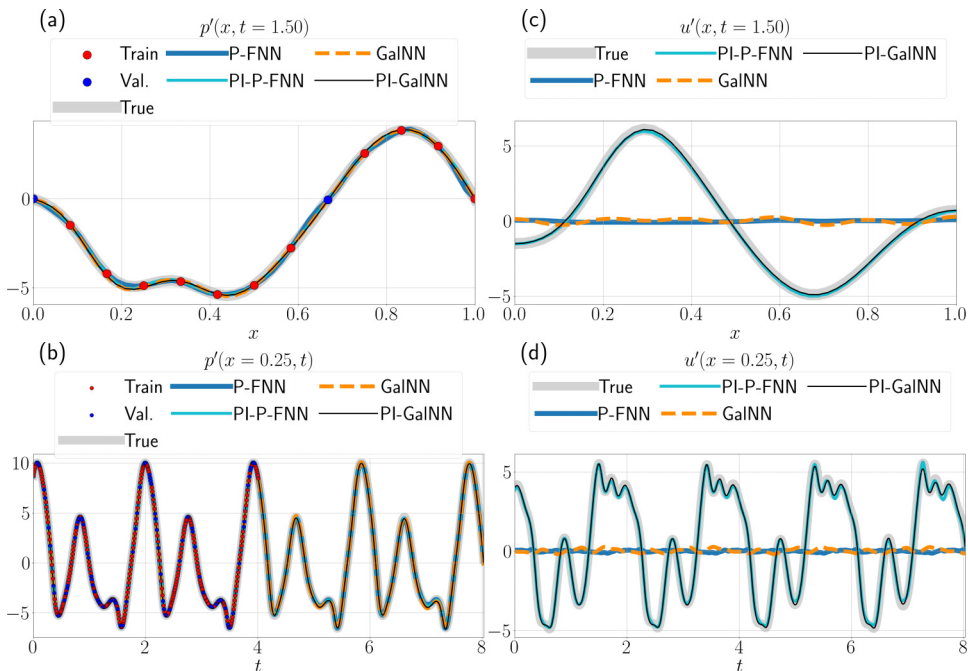 (a)
p′(x, t = 1.50)
Train P-FNN GalNN
Val. PI-P-FNN PI-GalNN
True
0
−5
0.0 0.2 0.4 0.6 0.8 1.0
x
(c)
u′(x, t = 1.50)
True PI-P-FNN PI-GalNN
P-FNN GalNN
5
0
−5
0.0 0.2 0.4 0.6 0.8 1.0
x
(b)
p′(x = 0.25, t)
Train P-FNN GalNN
Val. PI-P-FNN PI-GalNN
True
10
5
0
−5
0 2 4 6 8
t
(d)
u′(x = 0.25, t)
True PI-P-FNN PI-GalNN
P-FNN GalNN
5
0
−5
0 2 4 6 8
t